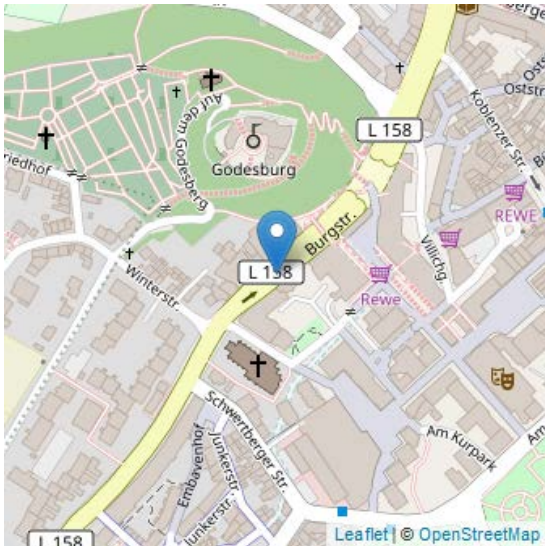 L 158
Koblenzer Str.
Oststr.
Auf dem Godesberg
Godesburg
REWE
Burgstr.
Villichg.
L 158
Rewe
Winterstr.
Schwertberger Str.
Am Kurpark
Embavenhof
Junkerstr.
Junkerstr.
L 158
Leaflet | © OpenStreetMap